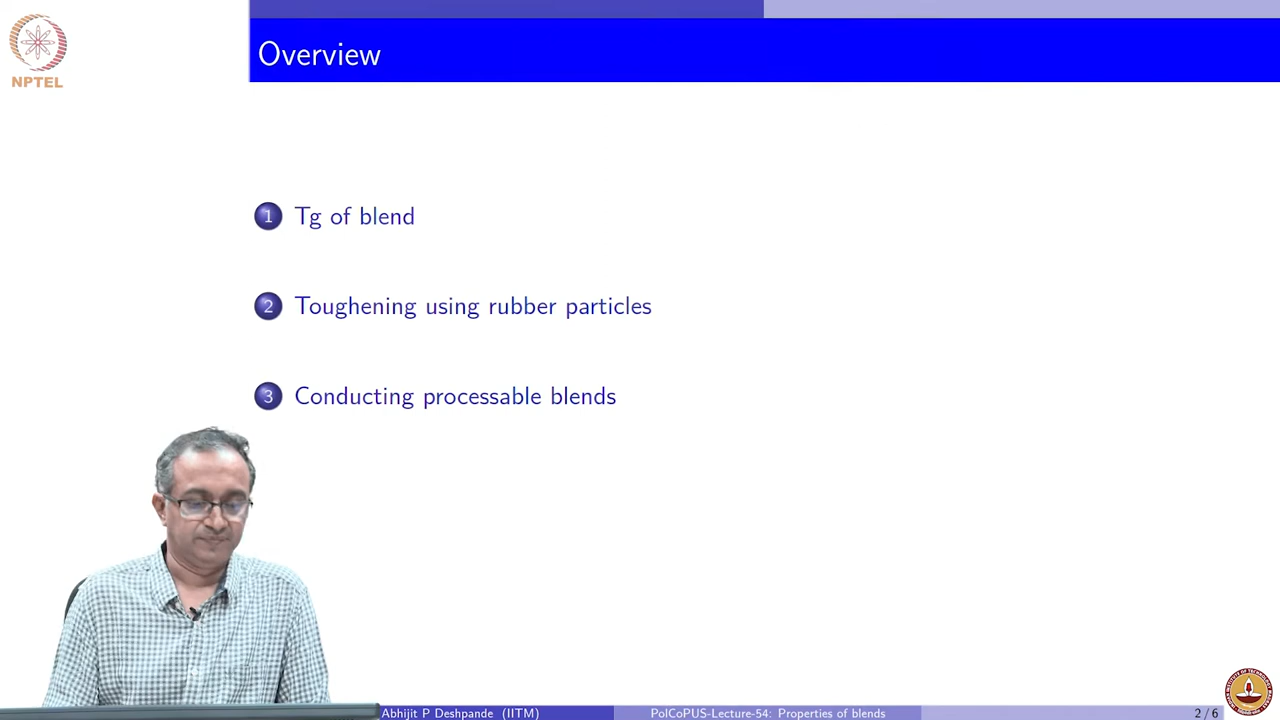 NPTEL
Overview
1 Tg of blend
2 Toughening using rubber particles
3 Conducting processable blends
Abhijit P Deshpande (IITM) PolCoPUS-Lecture-54: Properties of blends 2 / 6